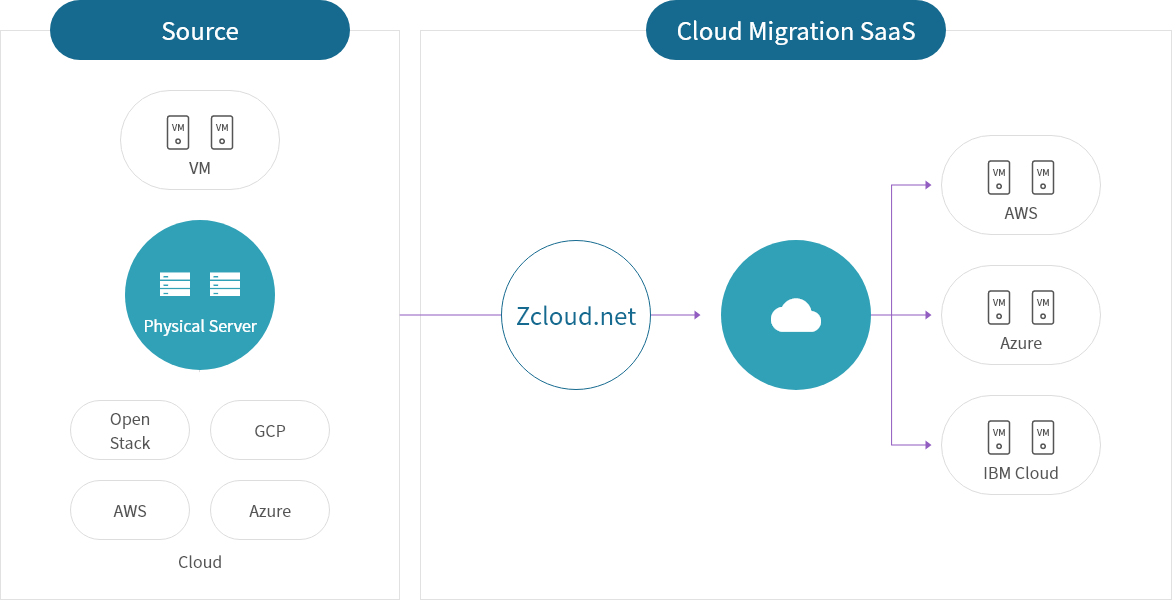 Source
VM VM
VM
Physical Server
Open
Stack
GCP
AWS
Azure
Cloud
Cloud Migration SaaS
Zcloud.net
VM VM
AWS
VM VM
Azure
VM VM
IBM Cloud